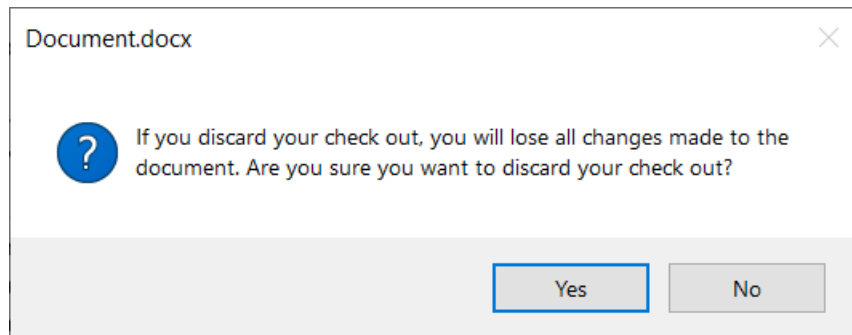 Document.docx
If you discard your check out, you will lose all changes made to the
document. Are you sure you want to discard your check out?
Yes No